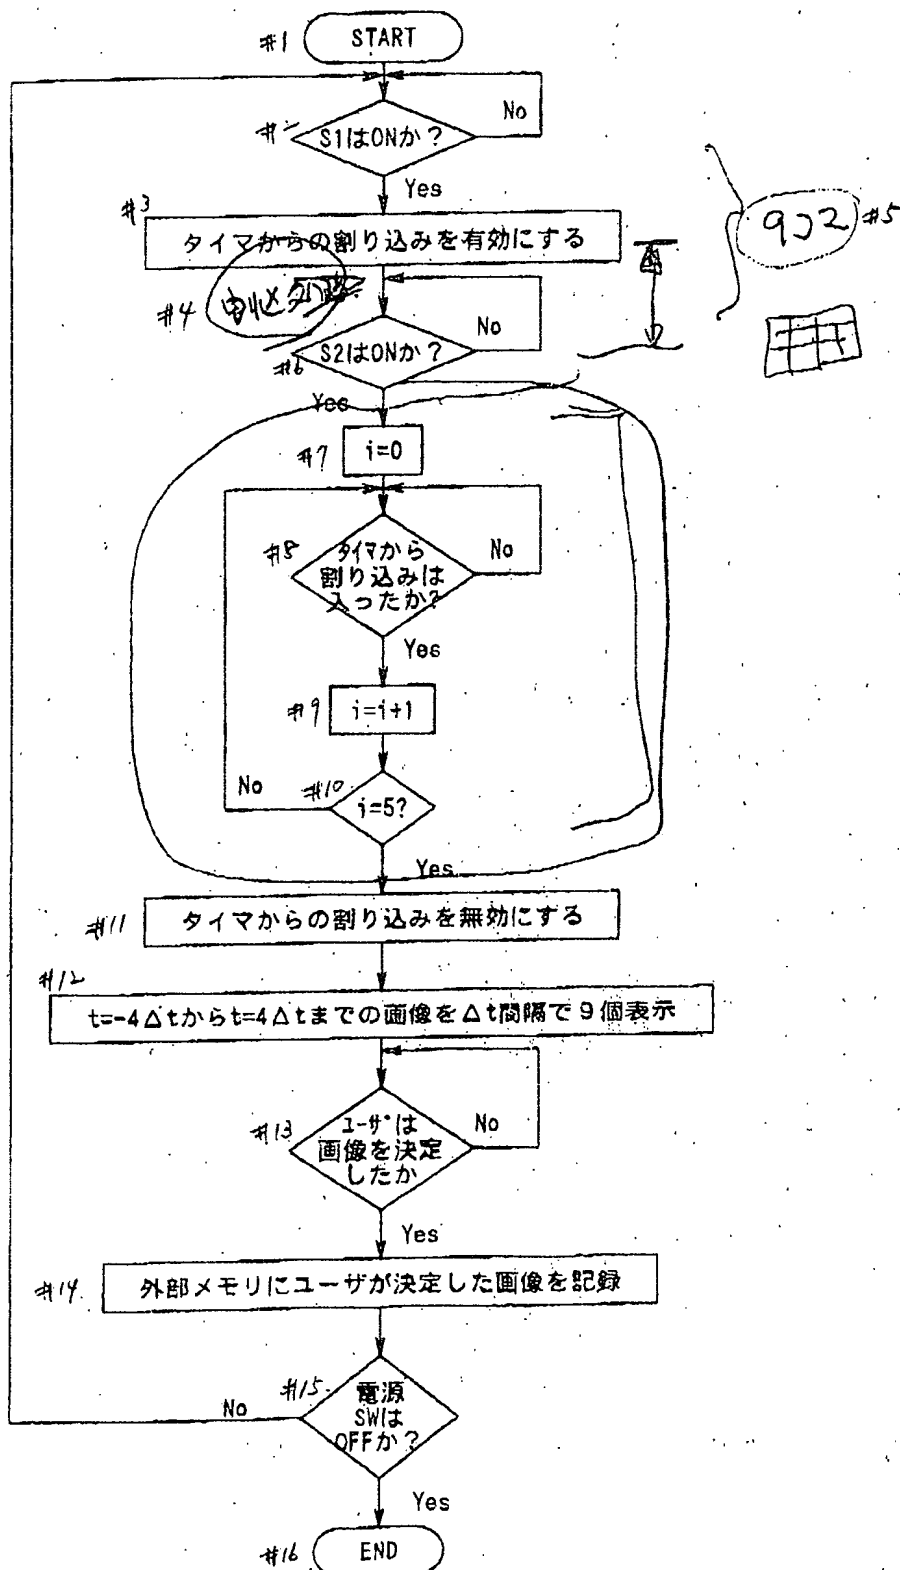 #1 START
No
S1はONか？
Yes
#3
タイマからの割り込みを有効にする
#5
#4
No
S2はONか？
#6
Yes
#7 i=0
#8
タイマから
割り込みは
入ったか？
No
Yes
#9 i=i+1
No
#10
i=5?
Yes
#11 タイマからの割り込みを無効にする
#12
t=-4Δtからt=4Δtまでの画像をΔt間隔で9個表示
#13
ユーザは
画像を決定
したか
No
Yes
#14 外部メモリにユーザが決定した画像を記録
#15
電源
SWは
OFFか？
No
Yes
#16 END